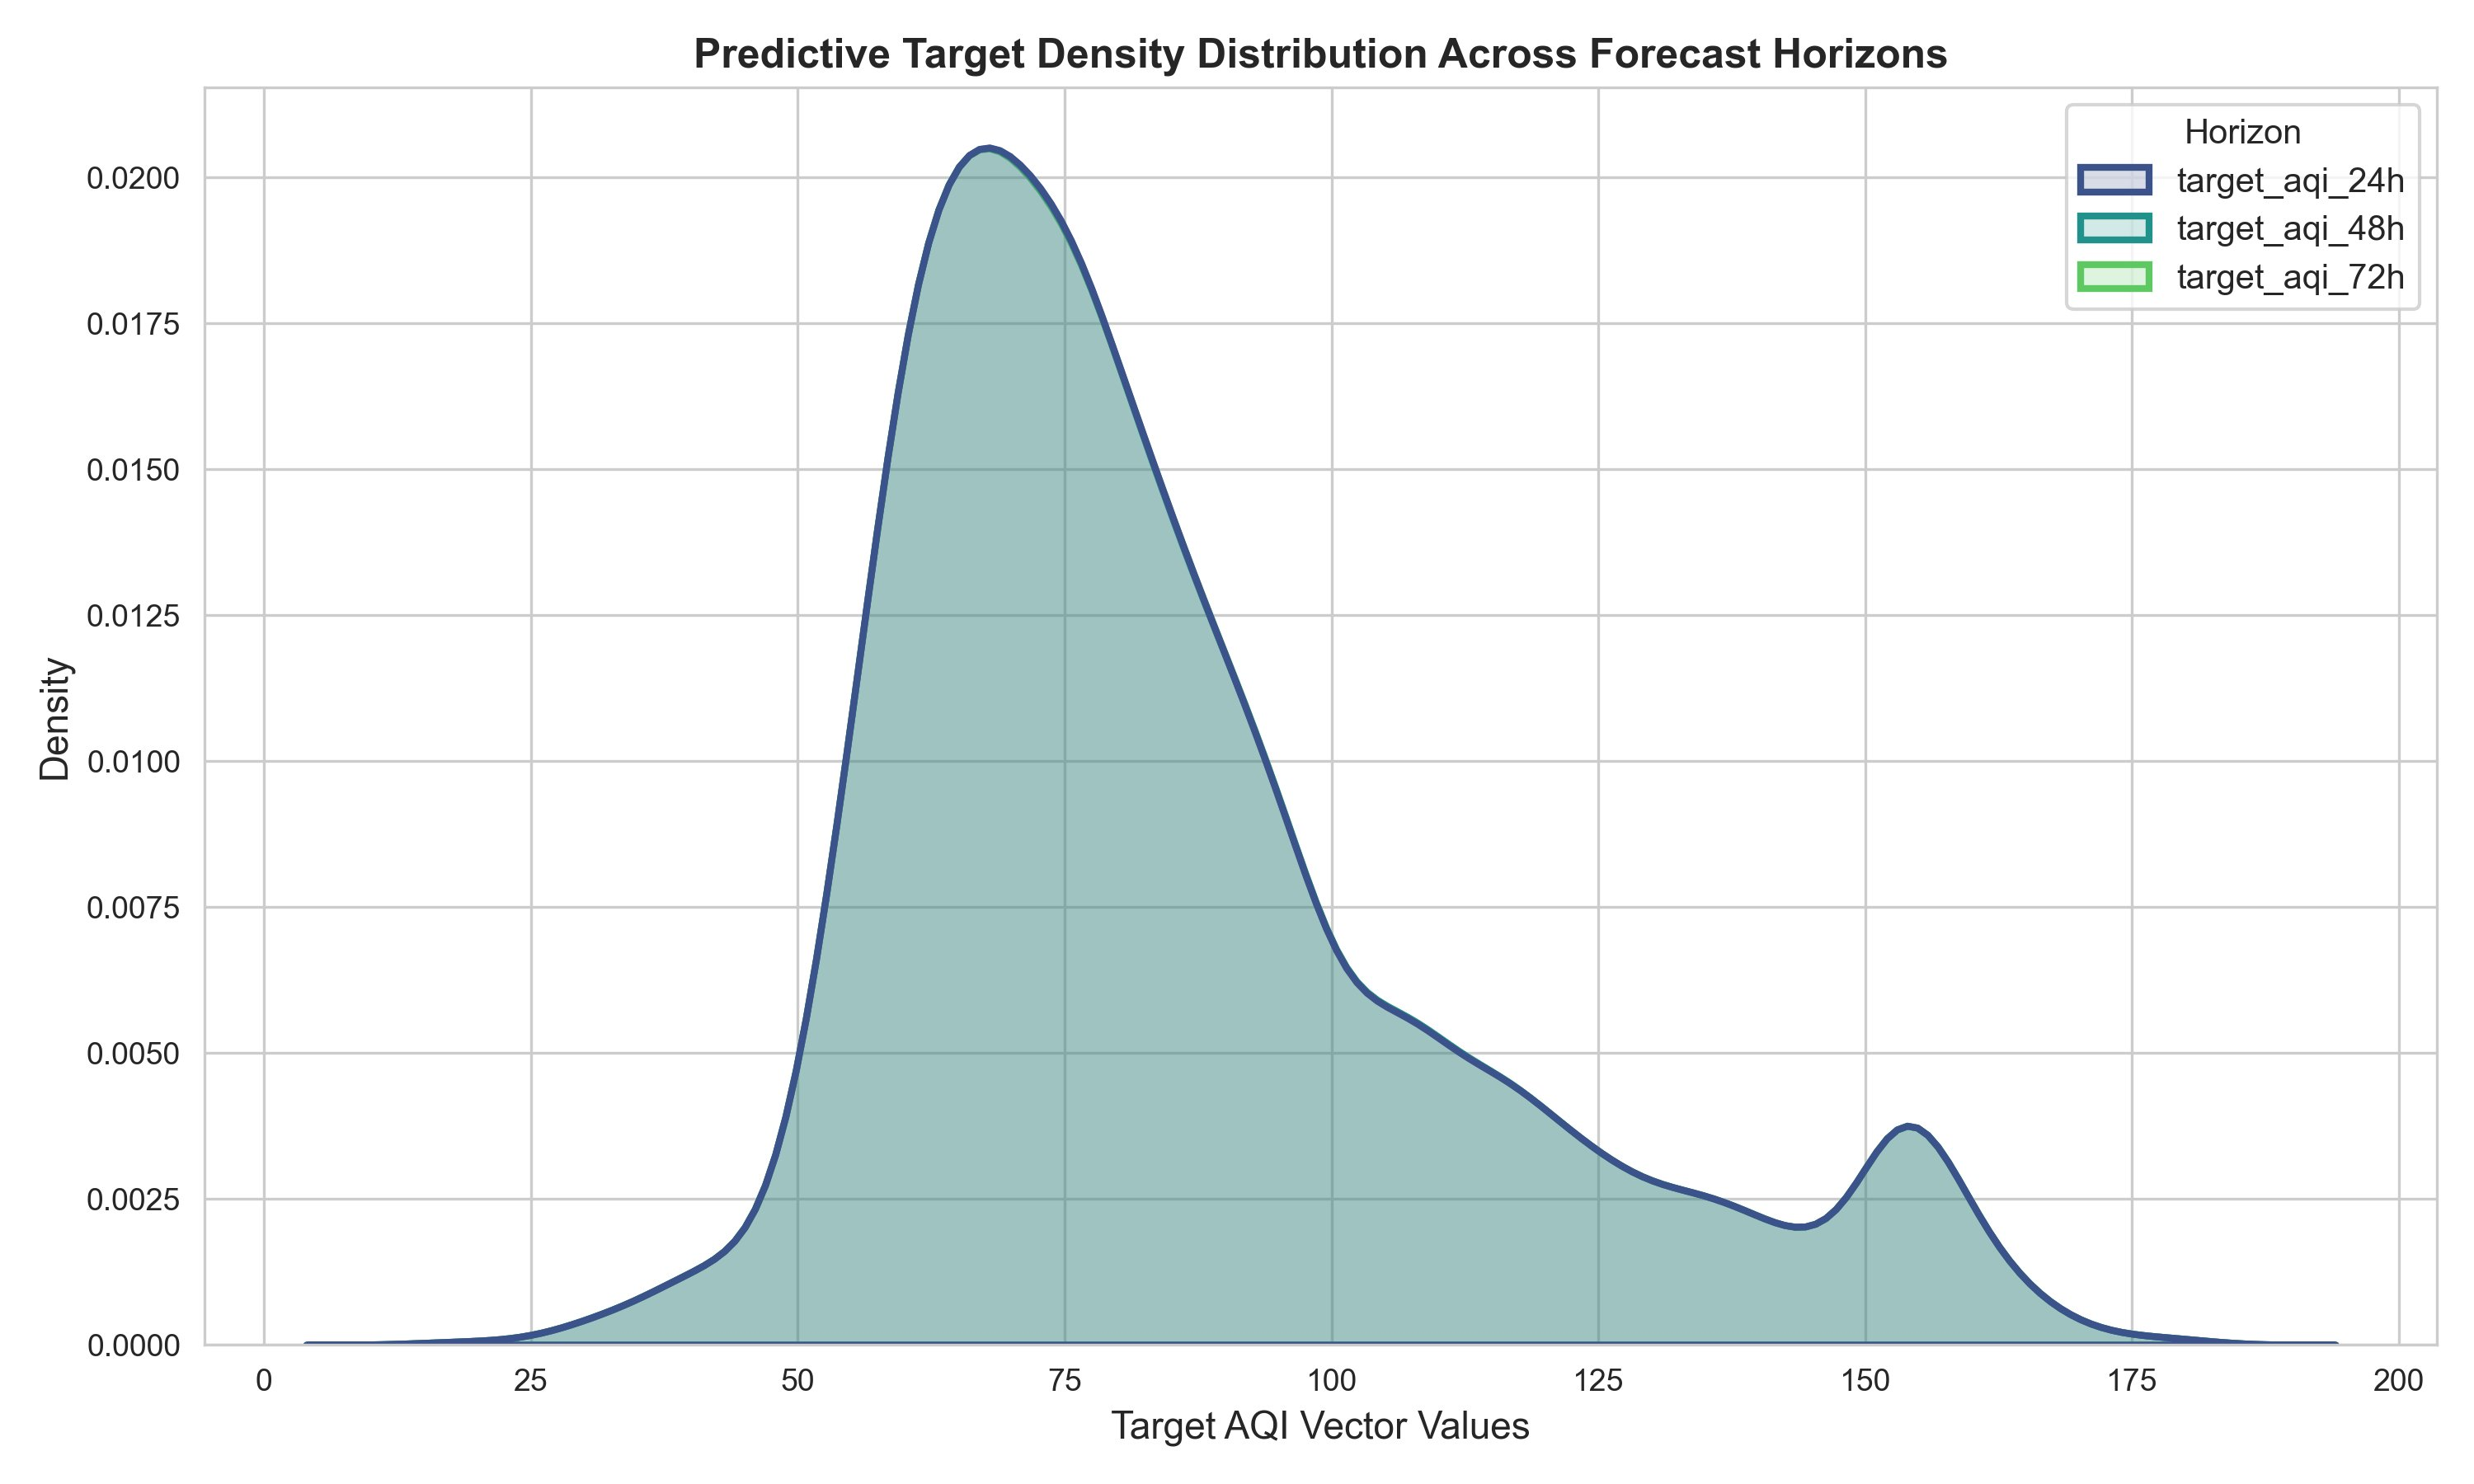 Predictive Target Density Distribution Across Forecast Horizons
Horizon
target_aqi_24h
target_aqi_48h
target_aqi_72h
Density
0.0200
0.0175
0.0150
0.0125
0.0100
0.0075
0.0050
0.0025
0.0000
0 25 50 75 100 125 150 175 200
Target AQI Vector Values